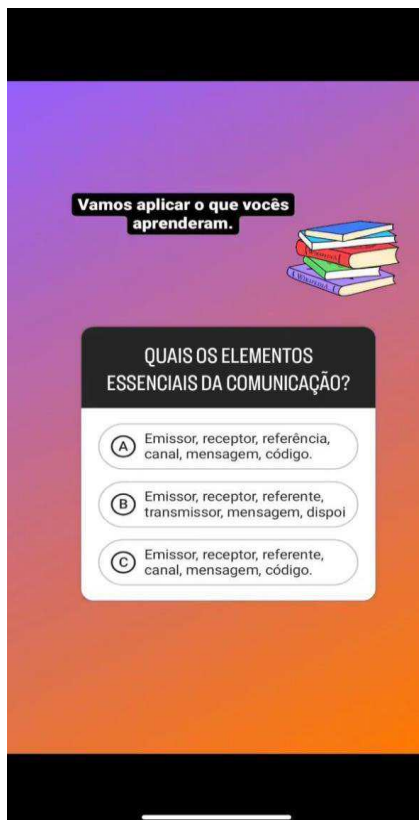 Vamos aplicar o que vocês
aprenderam.
QUAIS OS ELEMENTOS
ESSENCIAIS DA COMUNICAÇÃO?
A
Emissor, receptor, referência,
canal, mensagem, código.
B
Emissor, receptor, referente,
transmissor, mensagem, dispoi
C
Emissor, receptor, referente,
canal, mensagem, código.